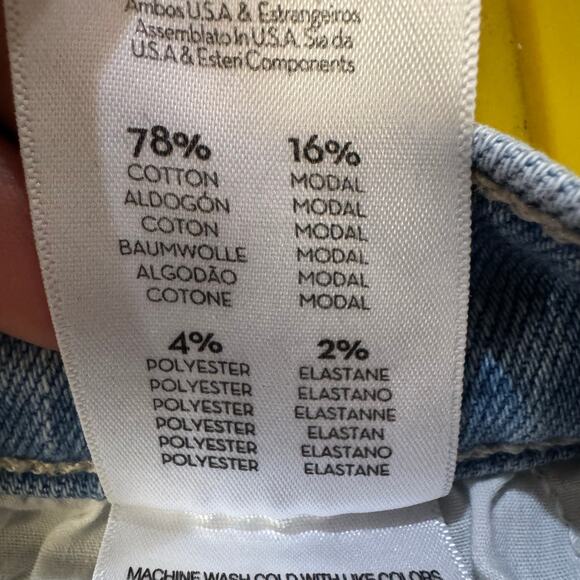 Ambos U.S.A & Estrangeiros
Assemblato In U.S.A. Sia da
U.S.A & Esteri Components
78% 16%
COTTON MODAL
ALDOGÓN MODAL
COTON MODAL
BAUMWOLLE MODAL
ALGODÃO MODAL
COTONE MODAL
4% 2%
POLYESTER ELASTANE
POLYESTER ELASTANO
POLYESTER ELASTANNE
POLYESTER ELASTAN
POLYESTER ELASTANO
POLYESTER ELASTANE
MACHINE WASH COLD WITH LIKE COLORS